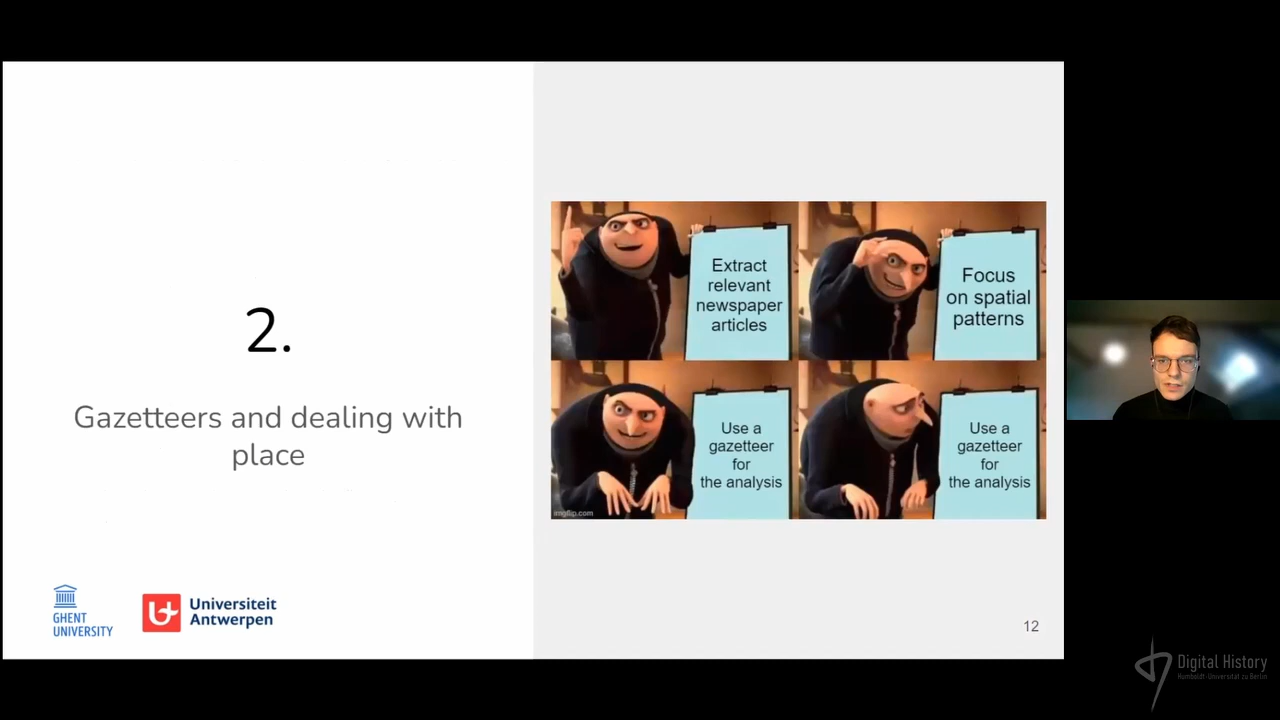 2.
Gazetteers and dealing with
place
Extract
relevant
newspaper
articles
Focus
on spatial
patterns
Use a
gazetteer
for
the analysis
Use a
gazetteer
for
the analysis
imgflip.com
GHENT
UNIVERSITY
Universiteit
Antwerpen
12
Digital History
Humboldt-Universität zu Berlin